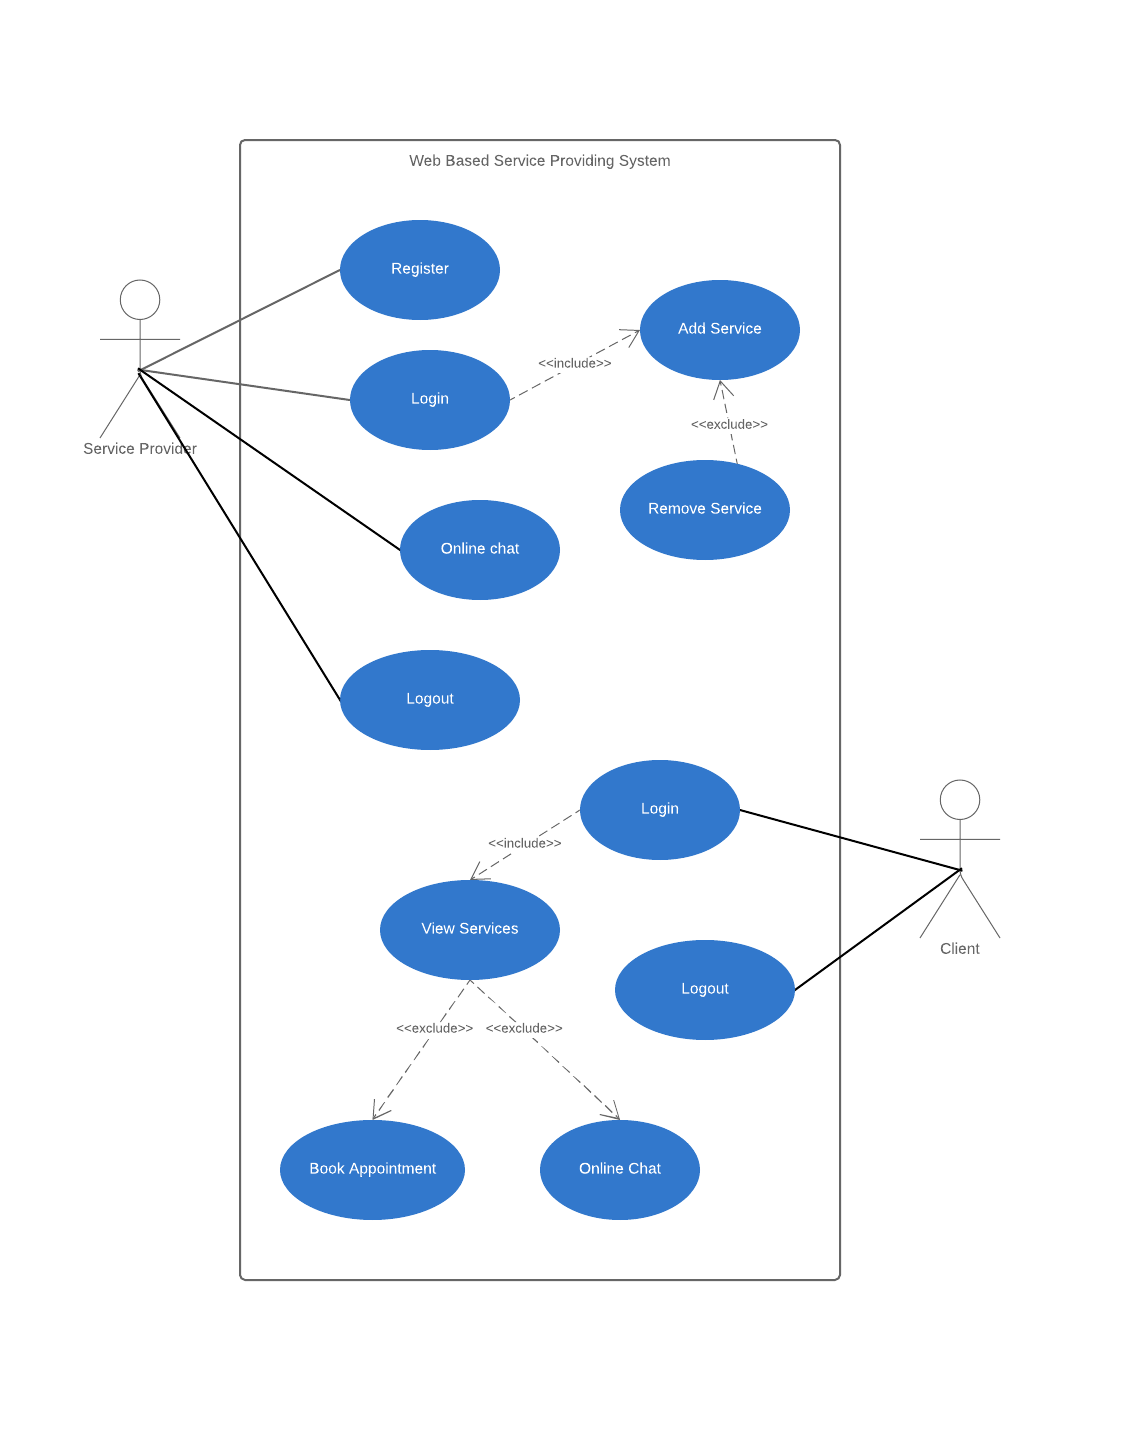 Web Based Service Providing System
Register
Add Service
<<include>>
Login
<<exclude>>
Service Provider
Remove Service
Online chat
Logout
Login
<<include>>
View Services
Client
Logout
<<exclude>>
<<exclude>>
Book Appointment
Online Chat